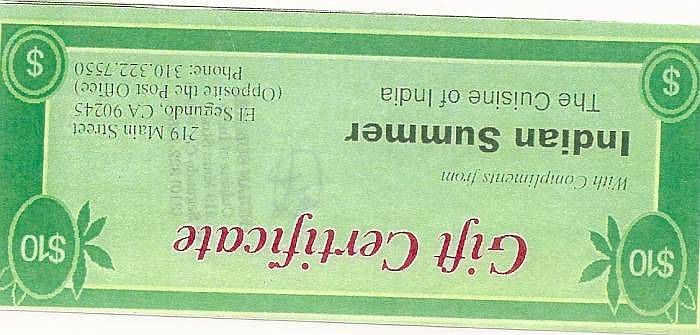 $10
Gift Certificate
$10
With Compliments from
Indian Summer
The Cuisine of India
219 Main Street
El Segundo, CA 90245
(Opposite the Post Office)
Phone: 310.322.7550
$
$